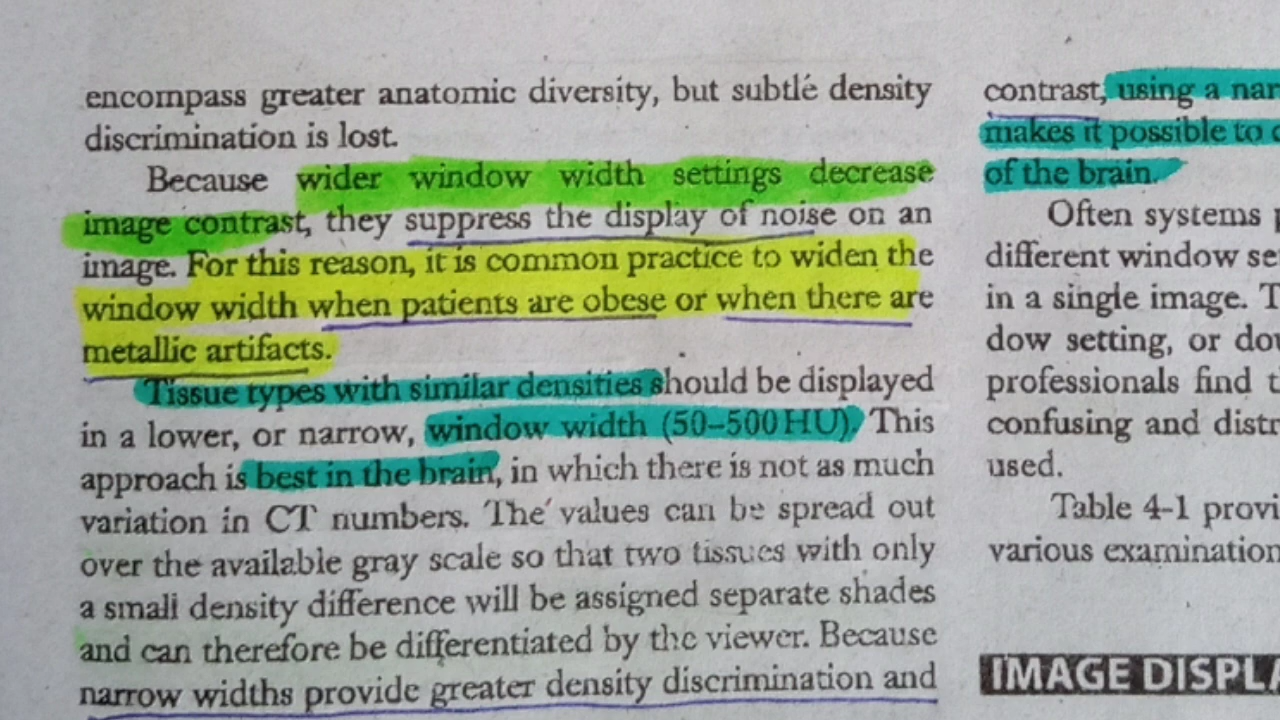 encompass greater anatomic diversity, but subtle density
discrimination is lost.
Because wider window width settings decrease
image contrast, they suppress the display of noise on an
image. For this reason, it is common practice to widen the
window width when patients are obese or when there are
metallic artifacts.
Tissue types with similar densities should be displayed
in a lower, or narrow, window width (50–500 HU). This
approach is best in the brain, in which there is not as much
variation in CT numbers. The values can be spread out
over the available gray scale so that two tissues with only
a small density difference will be assigned separate shades
and can therefore be differentiated by the viewer. Because
narrow widths provide greater density discrimination and
contrast, using a
makes it possible to
of the brain.
Often systems
different window
in a single image.
dow setting, or
professionals find
confusing and
used.
Table 4-1
various
IMAGE